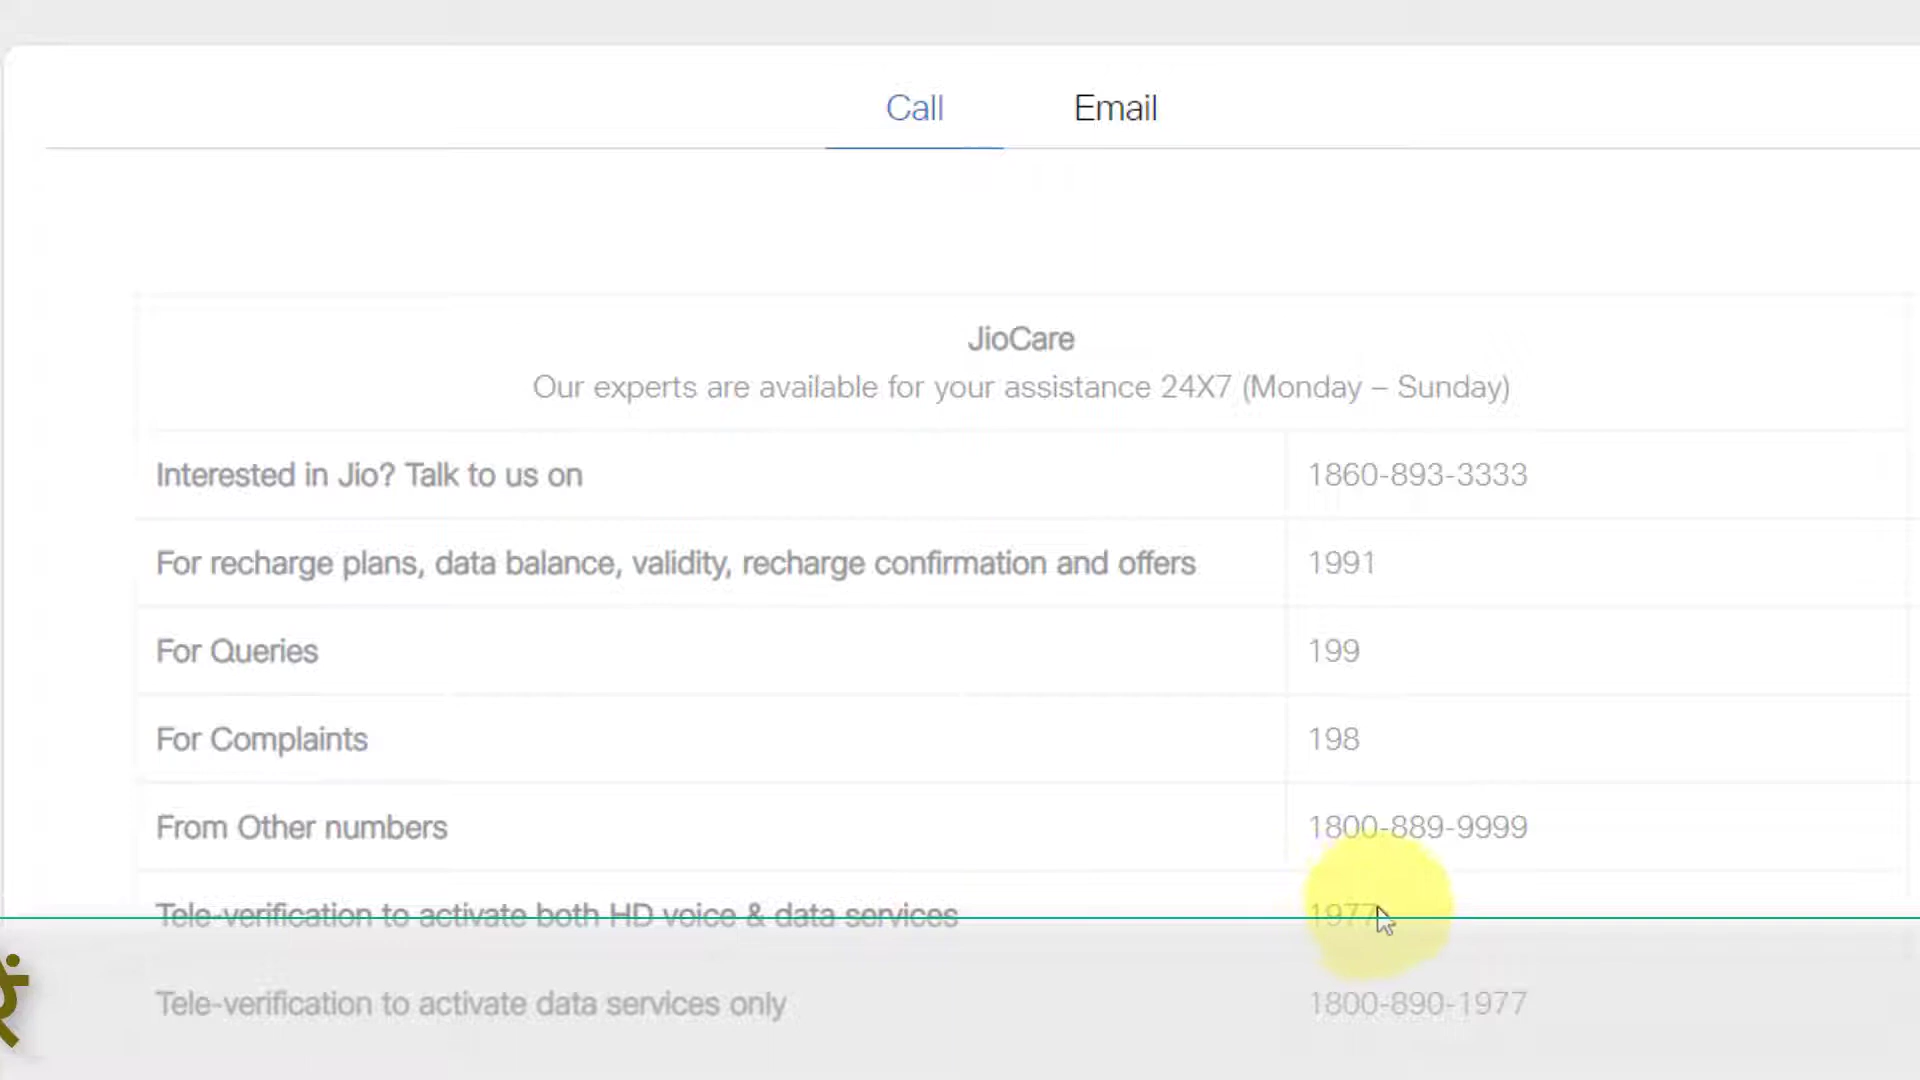 Call Email
JioCare
Our experts are available for your assistance 24X7 (Monday – Sunday)
Interested in Jio? Talk to us on 1860-893-3333
For recharge plans, data balance, validity, recharge confirmation and offers 1991
For Queries 199
For Complaints 198
From Other numbers 1800-889-9999
Tele-verification to activate both HD voice & data services 1977
Tele-verification to activate data services only 1800-890-1977